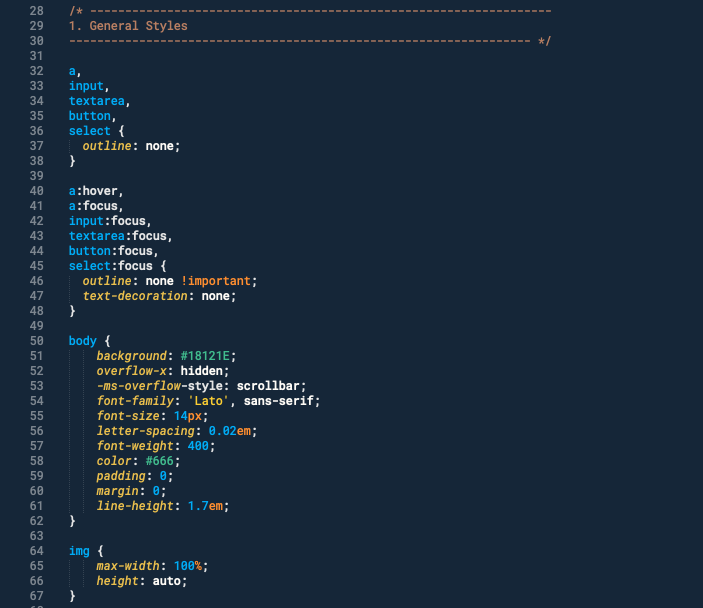 28 /* ------------------------------------------------------------------
29 1. General Styles
30 ------------------------------------------------------------------ */
31
32 a,
33 input,
34 textarea,
35 button,
36 select {
37   outline: none;
38 }
39
40 a:hover,
41 a:focus,
42 input:focus,
43 textarea:focus,
44 button:focus,
45 select:focus {
46   outline: none !important;
47   text-decoration: none;
48 }
49
50 body {
51     background: #18121E;
52     overflow-x: hidden;
53     -ms-overflow-style: scrollbar;
54     font-family: 'Lato', sans-serif;
55     font-size: 14px;
56     letter-spacing: 0.02em;
57     font-weight: 400;
58     color: #666;
59     padding: 0;
60     margin: 0;
61     line-height: 1.7em;
62 }
63
64 img {
65     max-width: 100%;
66     height: auto;
67 }